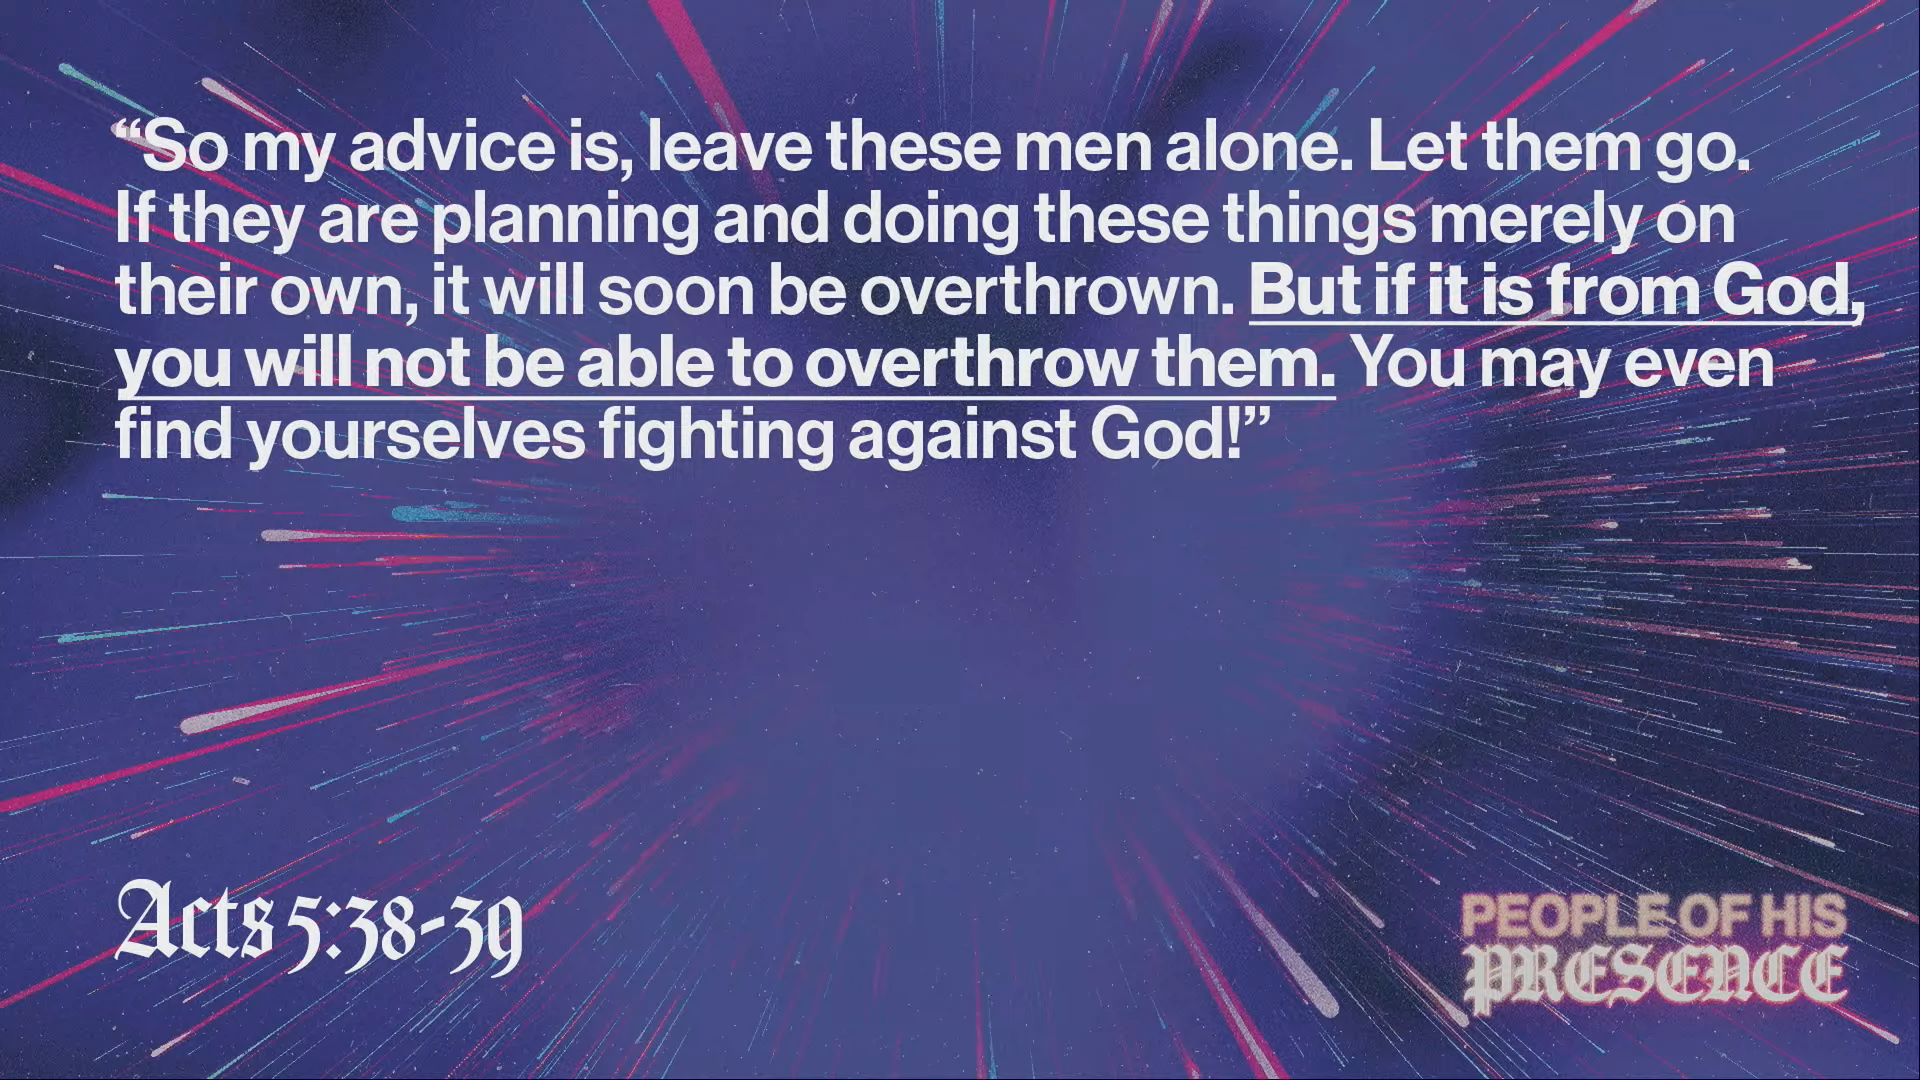 “So my advice is, leave these men alone. Let them go.
If they are planning and doing these things merely on
their own, it will soon be overthrown. But if it is from God,
you will not be able to overthrow them. You may even
find yourselves fighting against God!”
Acts 5:38-39
PEOPLE OF HIS
PRESENCE